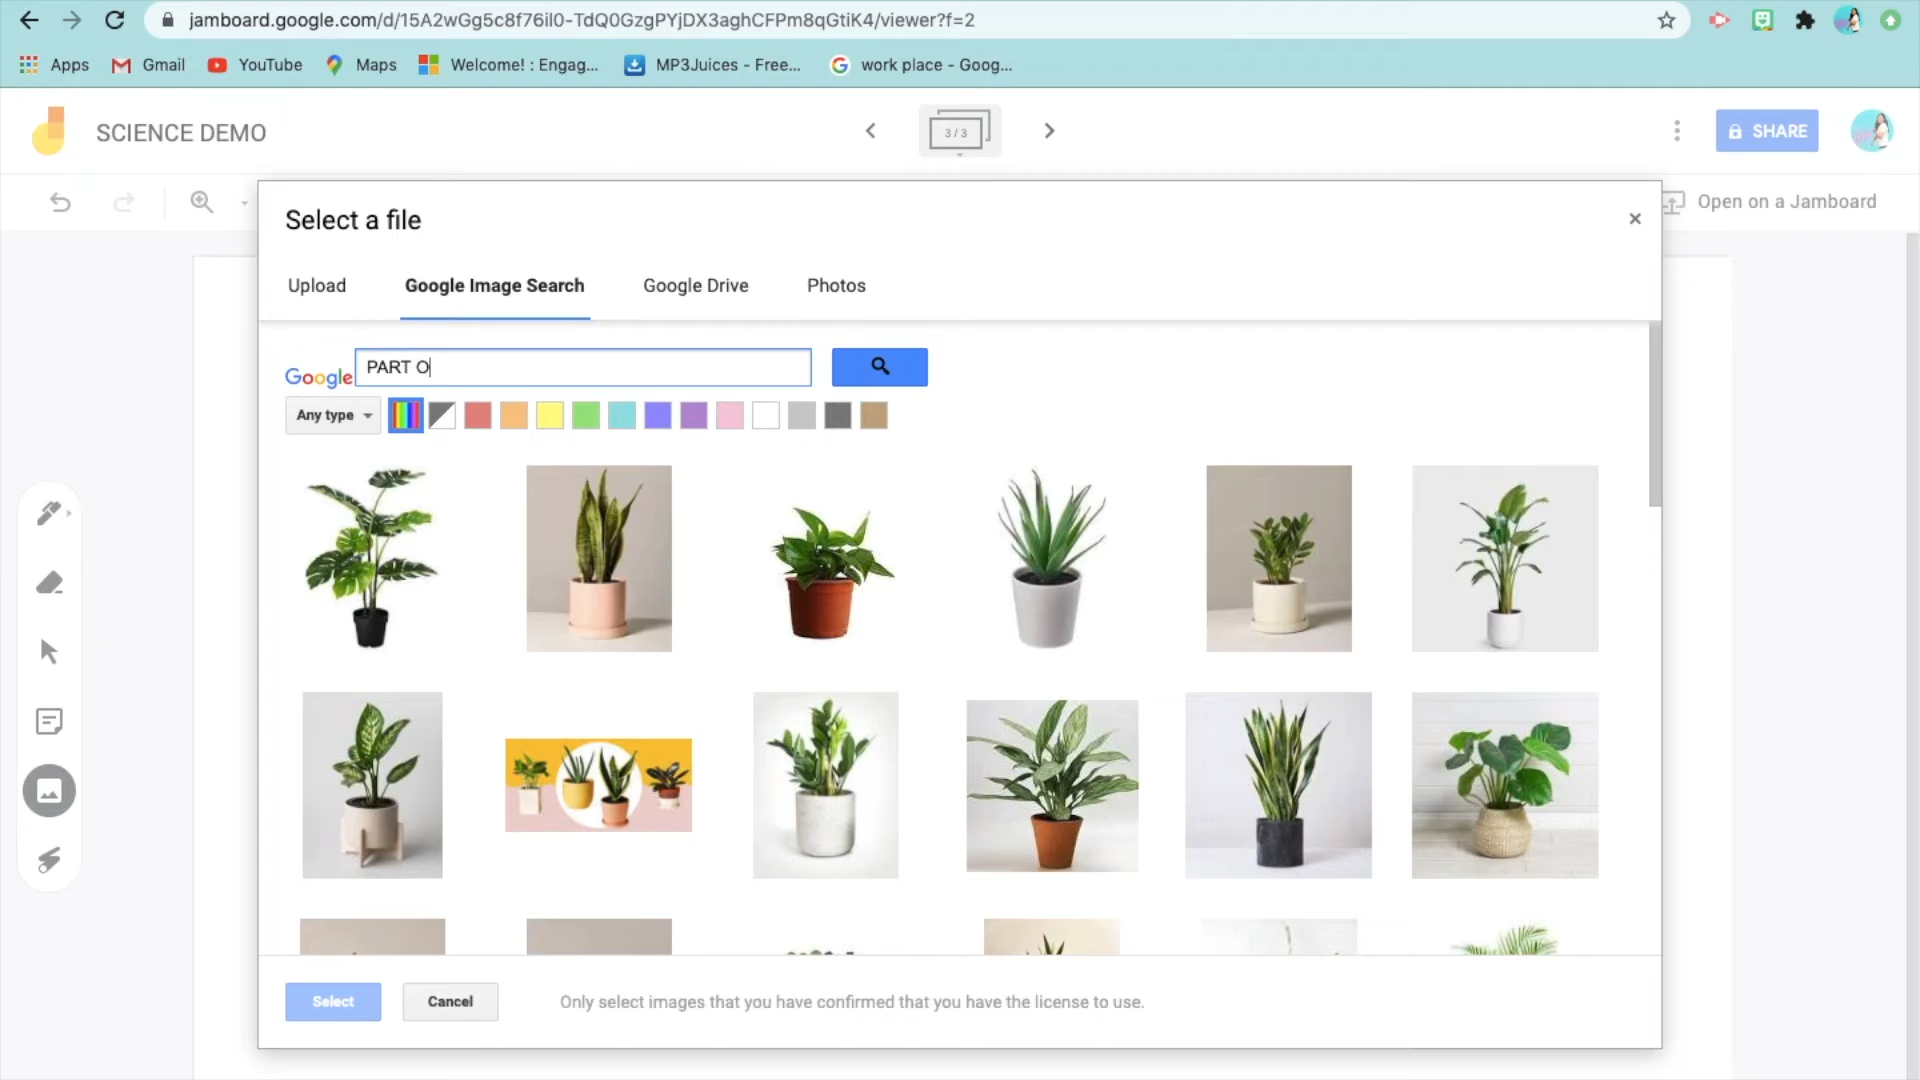 jamboard.google.com/d/15A2wGg5c8f76il0-TdQ0GzgPYjDX3aghCFPm8qGtiK4/viewer?f=2
Apps Gmail YouTube Maps Welcome! : Engag... MP3Juices - Free... work place - Goog...
SCIENCE DEMO 3 / 3 SHARE
Open on a Jamboard
Select a file
Upload Google Image Search Google Drive Photos
Google PART O
Any type
Select Cancel Only select images that you have confirmed that you have the license to use.